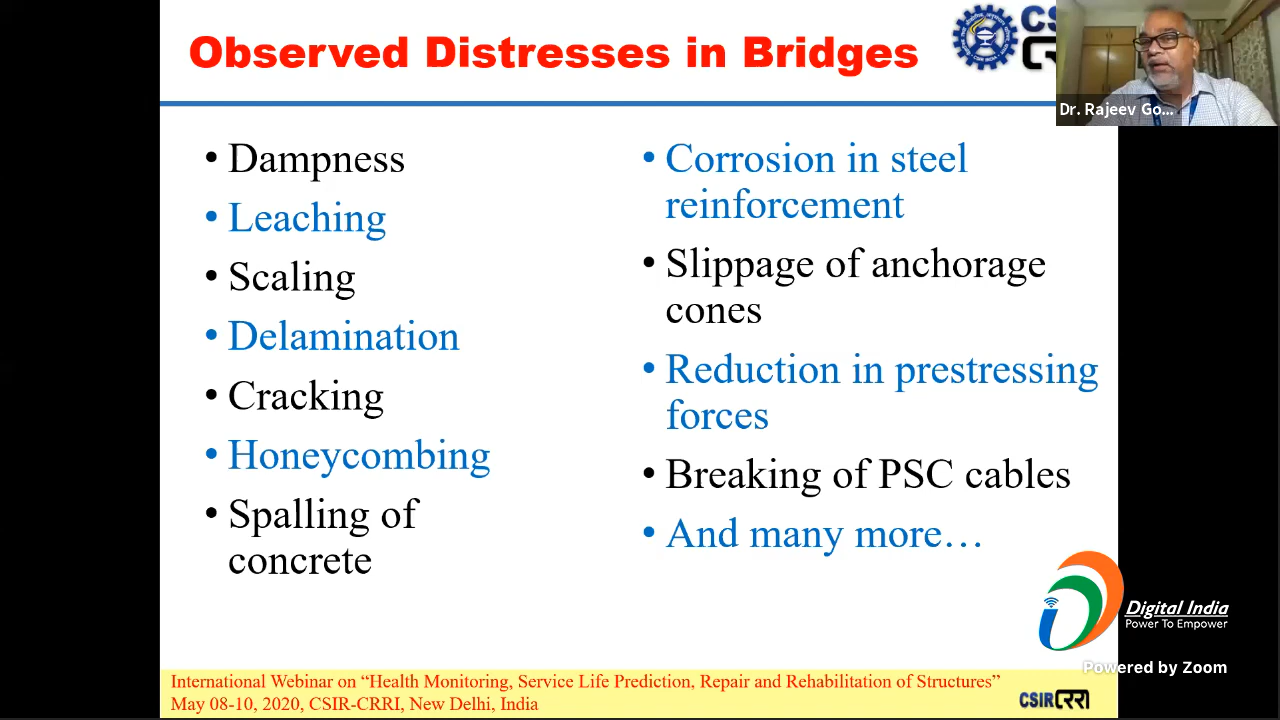 Observed Distresses in Bridges
CS
Dr. Rajeev Go...
• Dampness
• Leaching
• Scaling
• Delamination
• Cracking
• Honeycombing
• Spalling of
concrete
• Corrosion in steel
reinforcement
• Slippage of anchorage
cones
• Reduction in prestressing
forces
• Breaking of PSC cables
• And many more…
Digital India
Power To Empower
Powered by Zoom
International Webinar on “Health Monitoring, Service Life Prediction, Repair and Rehabilitation of Structures”
May 08-10, 2020, CSIR-CRRI, New Delhi, India
CSIR CRRI